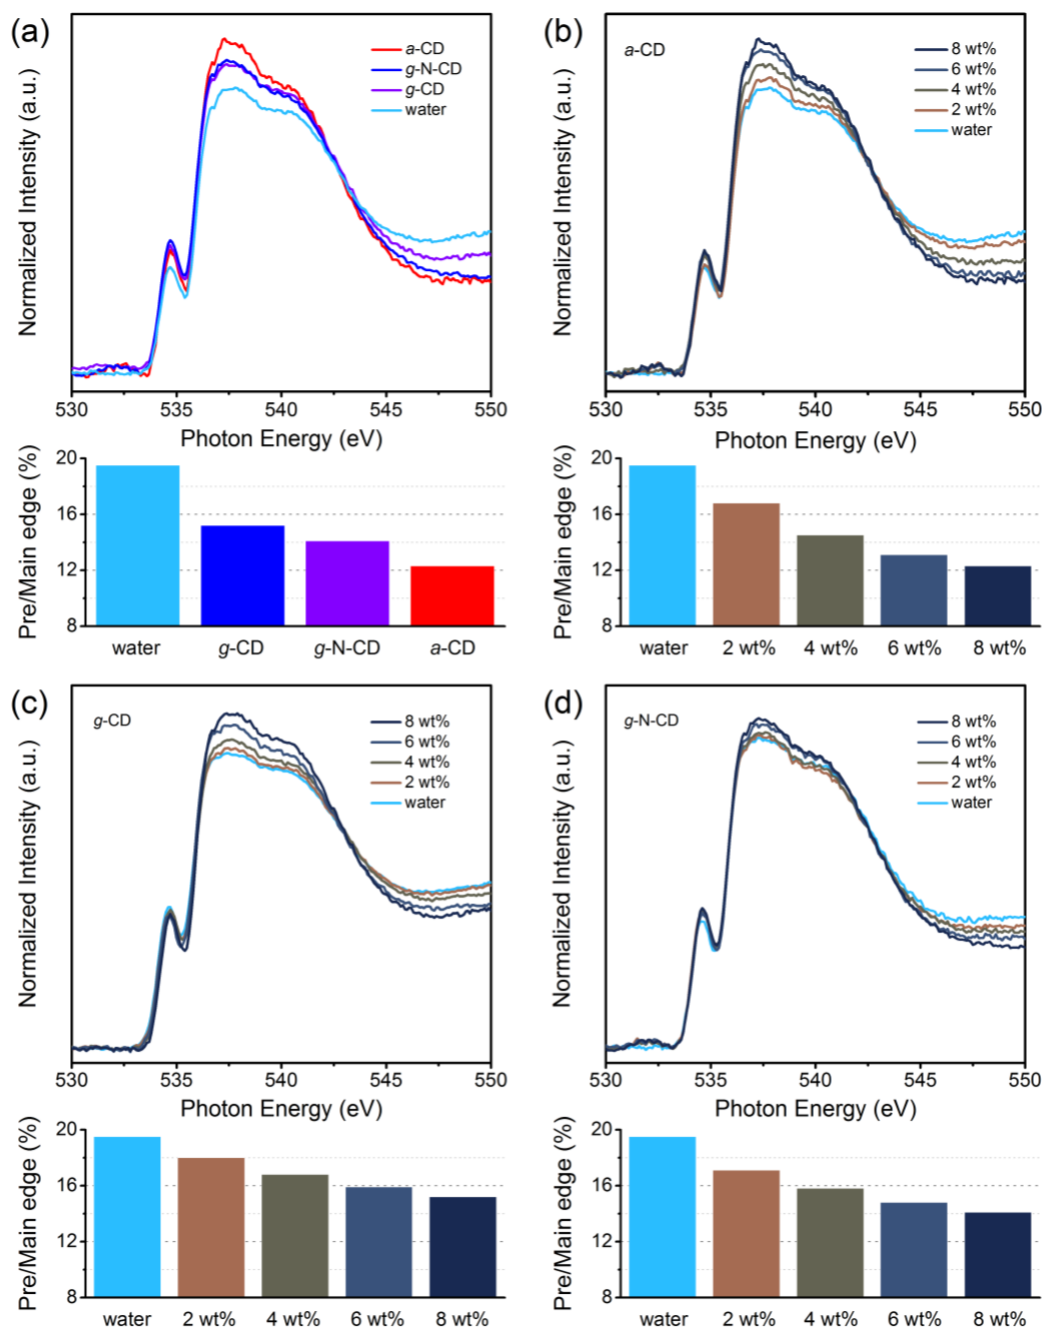 (a)
Normalized Intensity (a.u.)
a-CD
g-N-CD
g-CD
water
530 535 540 545 550
Photon Energy (eV)
Pre/Main edge (%)
20
16
12
8
water g-CD g-N-CD a-CD
(b)
Normalized Intensity (a.u.)
a-CD
8 wt%
6 wt%
4 wt%
2 wt%
water
530 535 540 545 550
Photon Energy (eV)
Pre/Main edge (%)
20
16
12
8
water 2 wt% 4 wt% 6 wt% 8 wt%
(c)
Normalized Intensity (a.u.)
g-CD
8 wt%
6 wt%
4 wt%
2 wt%
water
530 535 540 545 550
Photon Energy (eV)
Pre/Main edge (%)
20
16
12
8
water 2 wt% 4 wt% 6 wt% 8 wt%
(d)
Normalized Intensity (a.u.)
g-N-CD
8 wt%
6 wt%
4 wt%
2 wt%
water
530 535 540 545 550
Photon Energy (eV)
Pre/Main edge (%)
20
16
12
8
water 2 wt% 4 wt% 6 wt% 8 wt%